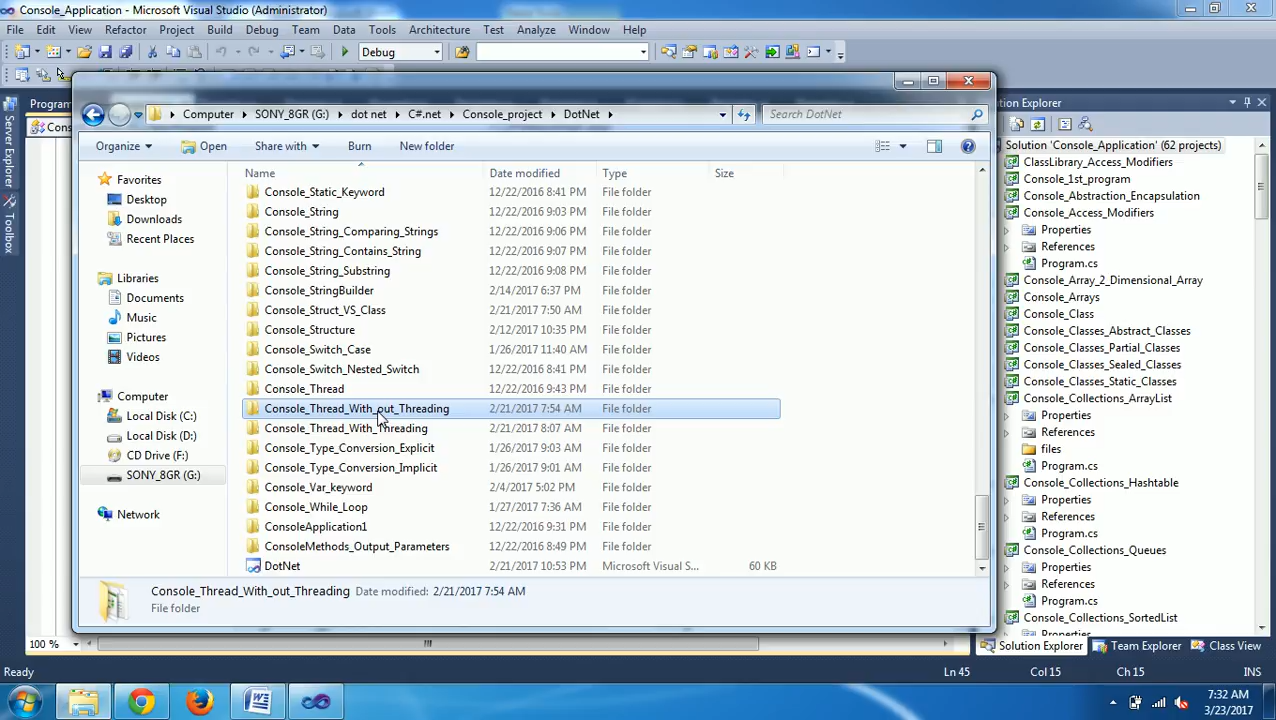 Console_Application - Microsoft Visual Studio (Administrator)
File Edit View Refactor Project Build Debug Team Data Tools Architecture Test Analyze Window Help
Debug
Computer SONY_8GR (G:) dot net C#.net Console_project DotNet
Search DotNet
Organize Open Share with Burn New folder
Name Date modified Type Size
Console_Static_Keyword 12/22/2016 8:41 PM File folder
Console_String 12/22/2016 9:03 PM File folder
Console_String_Comparing_Strings 12/22/2016 9:06 PM File folder
Console_String_Contains_String 12/22/2016 9:07 PM File folder
Console_String_Substring 12/22/2016 8:41 PM File folder
Console_StringBuilder 2/14/2017 6:37 PM File folder
Console_Struct_VS_Class 2/21/2017 7:50 AM File folder
Console_Structure 2/12/2017 10:35 PM File folder
Console_Switch_Case 1/26/2017 11:40 AM File folder
Console_Switch_Nested_Switch 12/22/2016 8:41 PM File folder
Console_Thread 12/22/2016 9:43 PM File folder
Console_Thread_With_out_Threading 2/21/2017 7:54 AM File folder
Console_Thread_With_Threading 2/21/2017 8:07 AM File folder
Console_Type_Conversion_Explicit 1/26/2017 9:03 AM File folder
Console_Type_Conversion_Implicit 1/26/2017 9:01 AM File folder
Console_Var_keyword 2/4/2017 5:02 PM File folder
Console_While_Loop 1/27/2017 7:36 AM File folder
ConsoleApplication1 12/22/2016 9:31 PM File folder
ConsoleMethods_Output_Parameters 12/22/2016 8:49 PM File folder
DotNet 2/21/2017 10:53 PM Microsoft Visual S... 60 KB
Favorites
Desktop
Downloads
Recent Places
Libraries
Documents
Music
Pictures
Videos
Computer
Local Disk (C:)
Local Disk (D:)
CD Drive (F:)
SONY_8GR (G:)
Network
Console_Thread_With_out_Threading Date modified: 2/21/2017 7:54 AM
File folder
Server Explorer
Toolbox
Program
Cons
olution Explorer
Solution 'Console_Application' (62 projects)
ClassLibrary_Access_Modifiers
Console_1st_program
Console_Abstraction_Encapsulation
Console_Access_Modifiers
Properties
References
Program.cs
Console_Array_2_Dimensional_Array
Console_Arrays
Console_Class
Console_Classes_Abstract_Classes
Console_Classes_Partial_Classes
Console_Classes_Sealed_Classes
Console_Classes_Static_Classes
Console_Collections_ArrayList
Properties
References
files
Program.cs
Console_Collections_Hashtable
Properties
References
Program.cs
Console_Collections_Queues
Properties
References
Program.cs
Console_Collections_SortedList
100 %
Solution Explorer Team Explorer Class View
Ready Ln 45 Col 15 Ch 15 INS
7:32 AM
3/23/2017